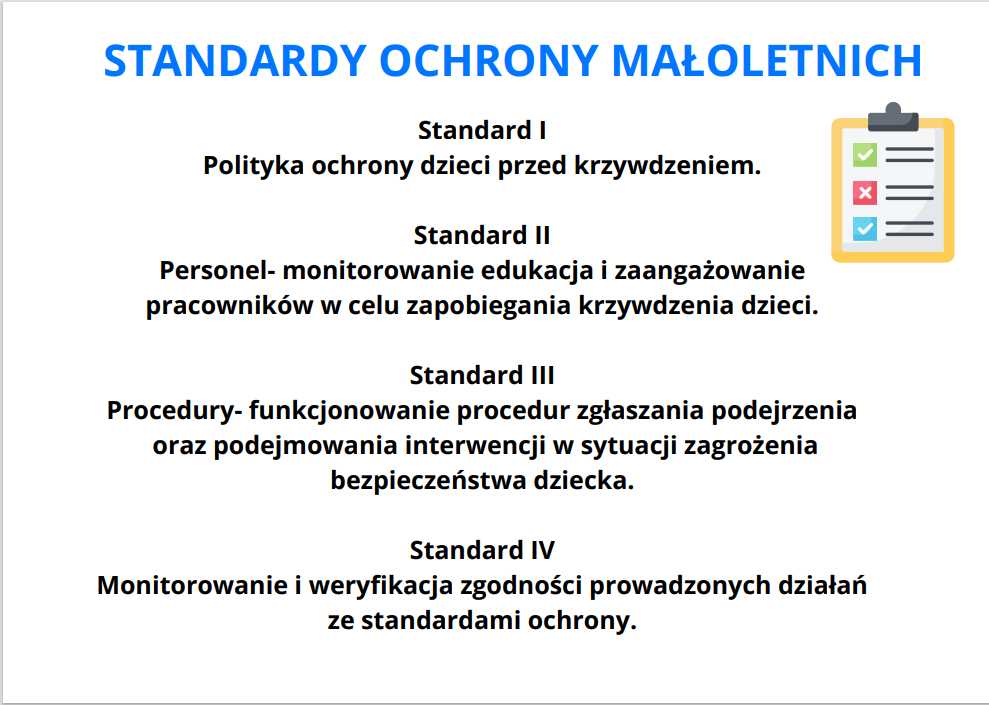 STANDARDY OCHRONY MAŁOLETNICH
Standard I
Polityka ochrony dzieci przed krzywdzeniem.
Standard II
Personel- monitorowanie edukacja i zaangażowanie
pracowników w celu zapobiegania krzywdzenia dzieci.
Standard III
Procedury- funkcjonowanie procedur zgłaszania podejrzenia
oraz podejmowania interwencji w sytuacji zagrożenia
bezpieczeństwa dziecka.
Standard IV
Monitorowanie i weryfikacja zgodności prowadzonych działań
ze standardami ochrony.